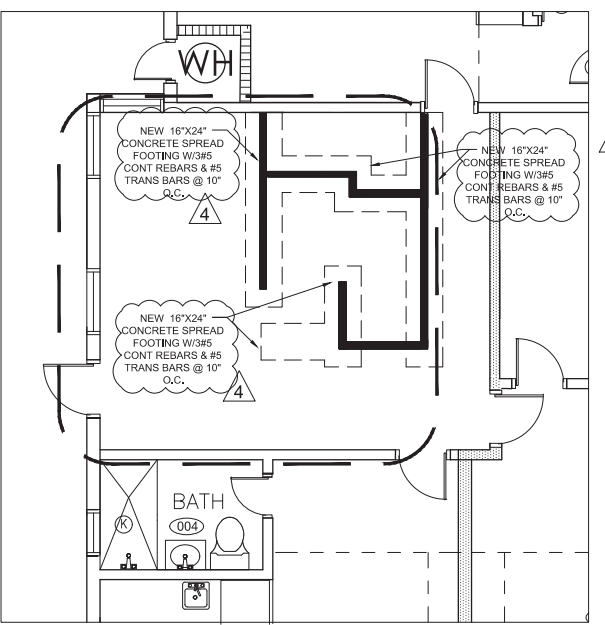 WH
NEW 16"X24"
CONCRETE SPREAD
FOOTING W/3#5
CONT REBARS & #5
TRANS BARS @ 10"
O.C.
4
NEW 16"X24"
CONCRETE SPREAD
FOOTING W/3#5
CONT REBARS & #5
TRANS BARS @ 10"
O.C.
NEW 16"X24"
CONCRETE SPREAD
FOOTING W/3#5
CONT REBARS & #5
TRANS BARS @ 10"
O.C.
4
BATH
004
K